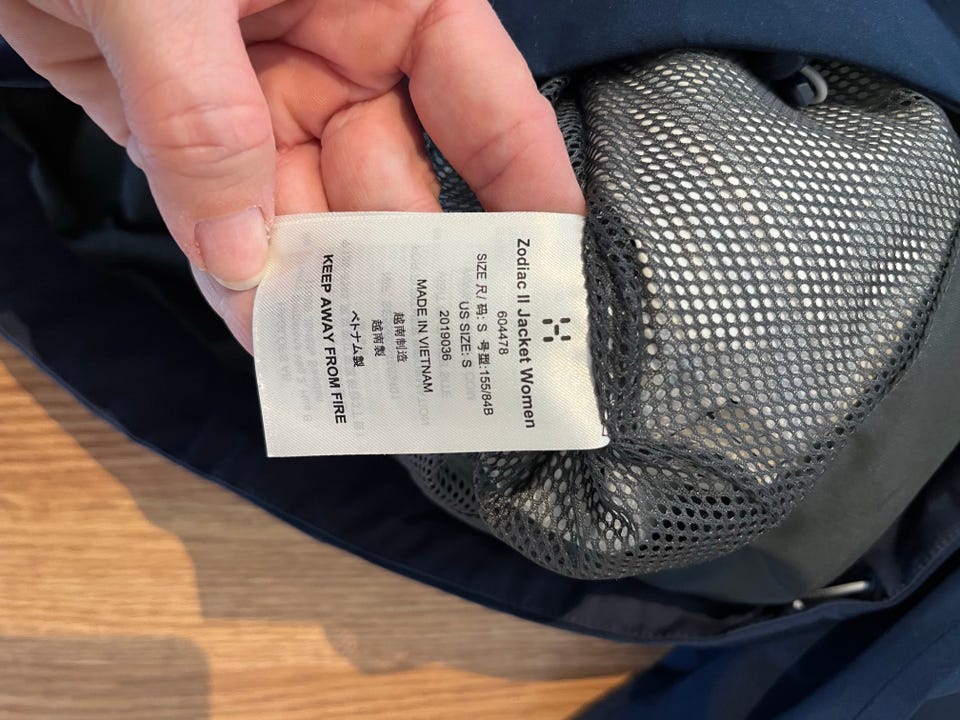 Zodiac II Jacket Women
604478
SIZE 尺/ 码: S 号型:155/84B
US SIZE: S
2019036
MADE IN VIETNAM
越南制造
越南製
ベトナム製
KEEP AWAY FROM FIRE